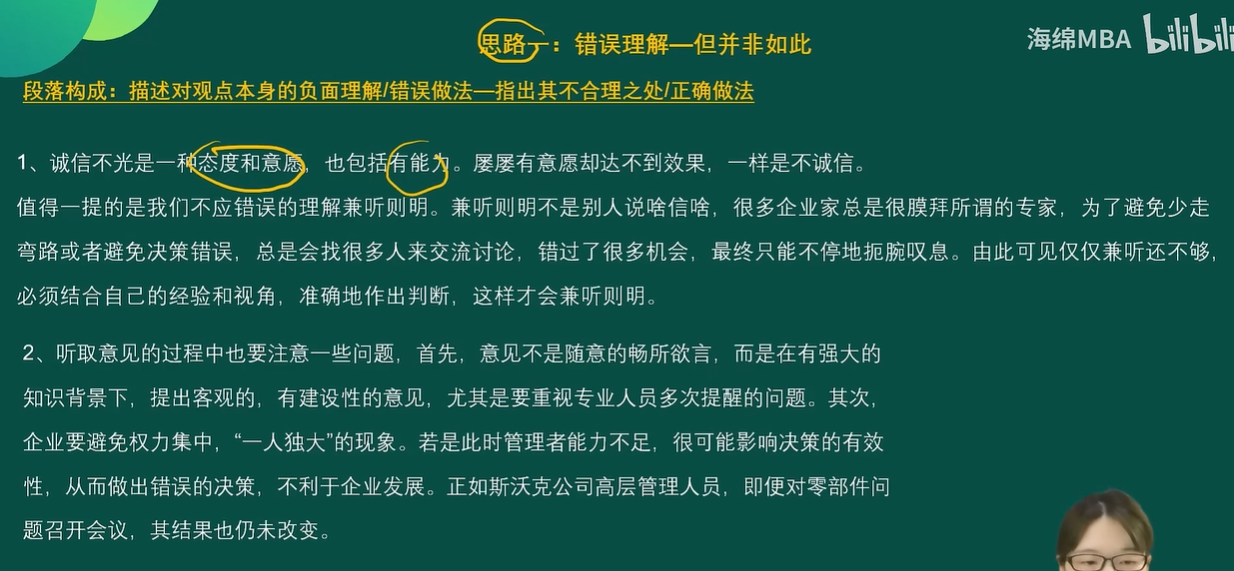 思路一：错误理解—但并非如此
海绵MBA bilibili
段落构成：描述对观点本身的负面理解/错误做法—指出其不合理之处/正确做法
1、诚信不光是一种态度和意愿，也包括有能力。屡屡有意愿却达不到效果，一样是不诚信。
值得一提的是我们不应错误的理解兼听则明。兼听则明不是别人说啥信啥，很多企业家总是很膜拜所谓的专家，为了避免少走
弯路或者避免决策错误，总是会找很多人来交流讨论，错过了很多机会，最终只能不停地扼腕叹息。由此可见仅仅兼听还不够，
必须结合自己的经验和视角，准确地作出判断，这样才会兼听则明。
2、听取意见的过程中也要注意一些问题，首先，意见不是随意的畅所欲言，而是在有强大的
知识背景下，提出客观的，有建设性的意见，尤其是要重视专业人员多次提醒的问题。其次，
企业要避免权力集中，“一人独大”的现象。若是此时管理者能力不足，很可能影响决策的有效
性，从而做出错误的决策，不利于企业发展。正如斯沃克公司高层管理人员，即便对零部件问
题召开会议，其结果也仍未改变。